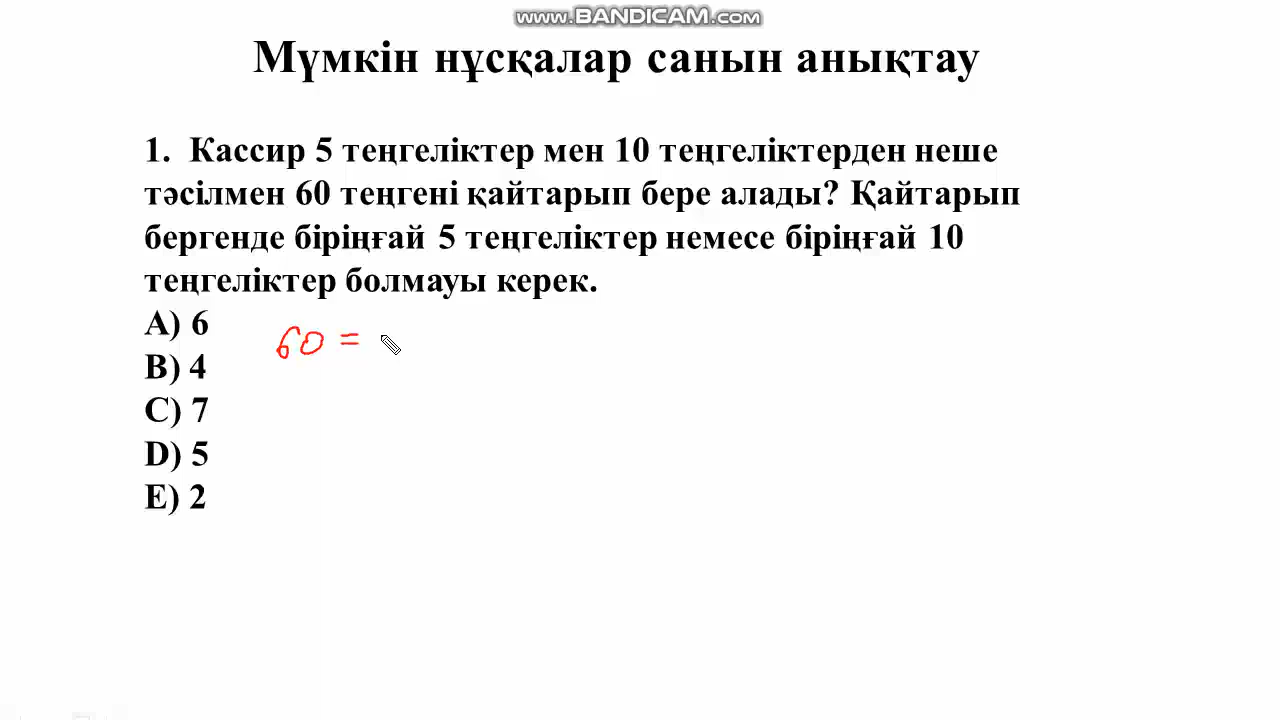 www.BANDICAM.com
Мүмкін нұсқалар санын анықтау
1. Кассир 5 теңгеліктер мен 10 теңгеліктерден неше
тәсілмен 60 теңгені қайтарып бере алады? Қайтарып
бергенде біріңғай 5 теңгеліктер немесе біріңғай 10
теңгеліктер болмауы керек.
A) 6
60 =
B) 4
C) 7
D) 5
E) 2